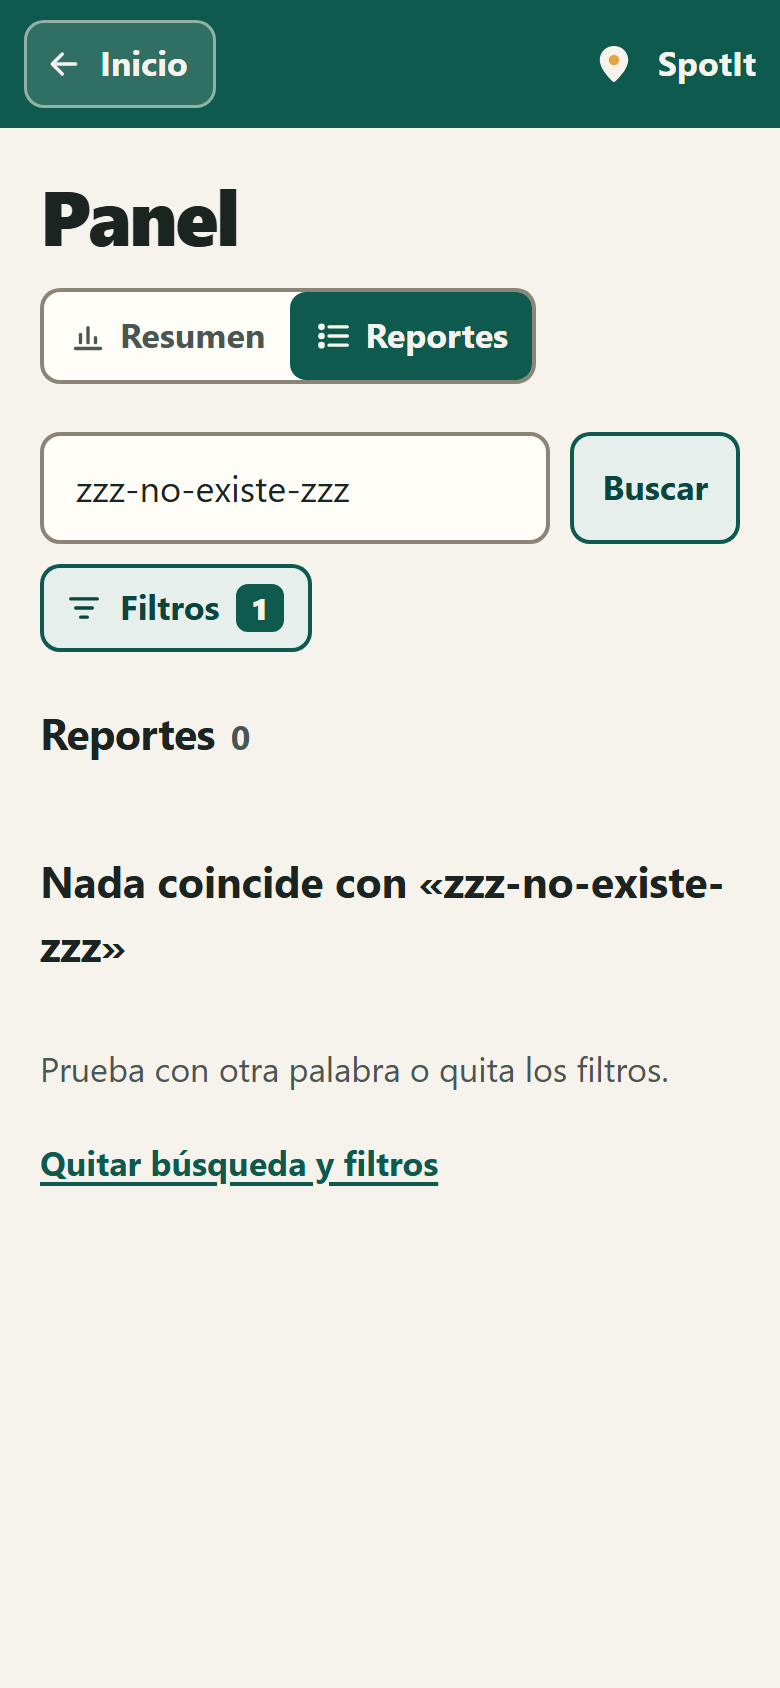 Inicio
SpotIt
Panel
Resumen
Reportes
zzz-no-existe-zzz
Buscar
Filtros 1
Reportes 0
Nada coincide con «zzz-no-existe-
zzz»
Prueba con otra palabra o quita los filtros.
Quitar búsqueda y filtros